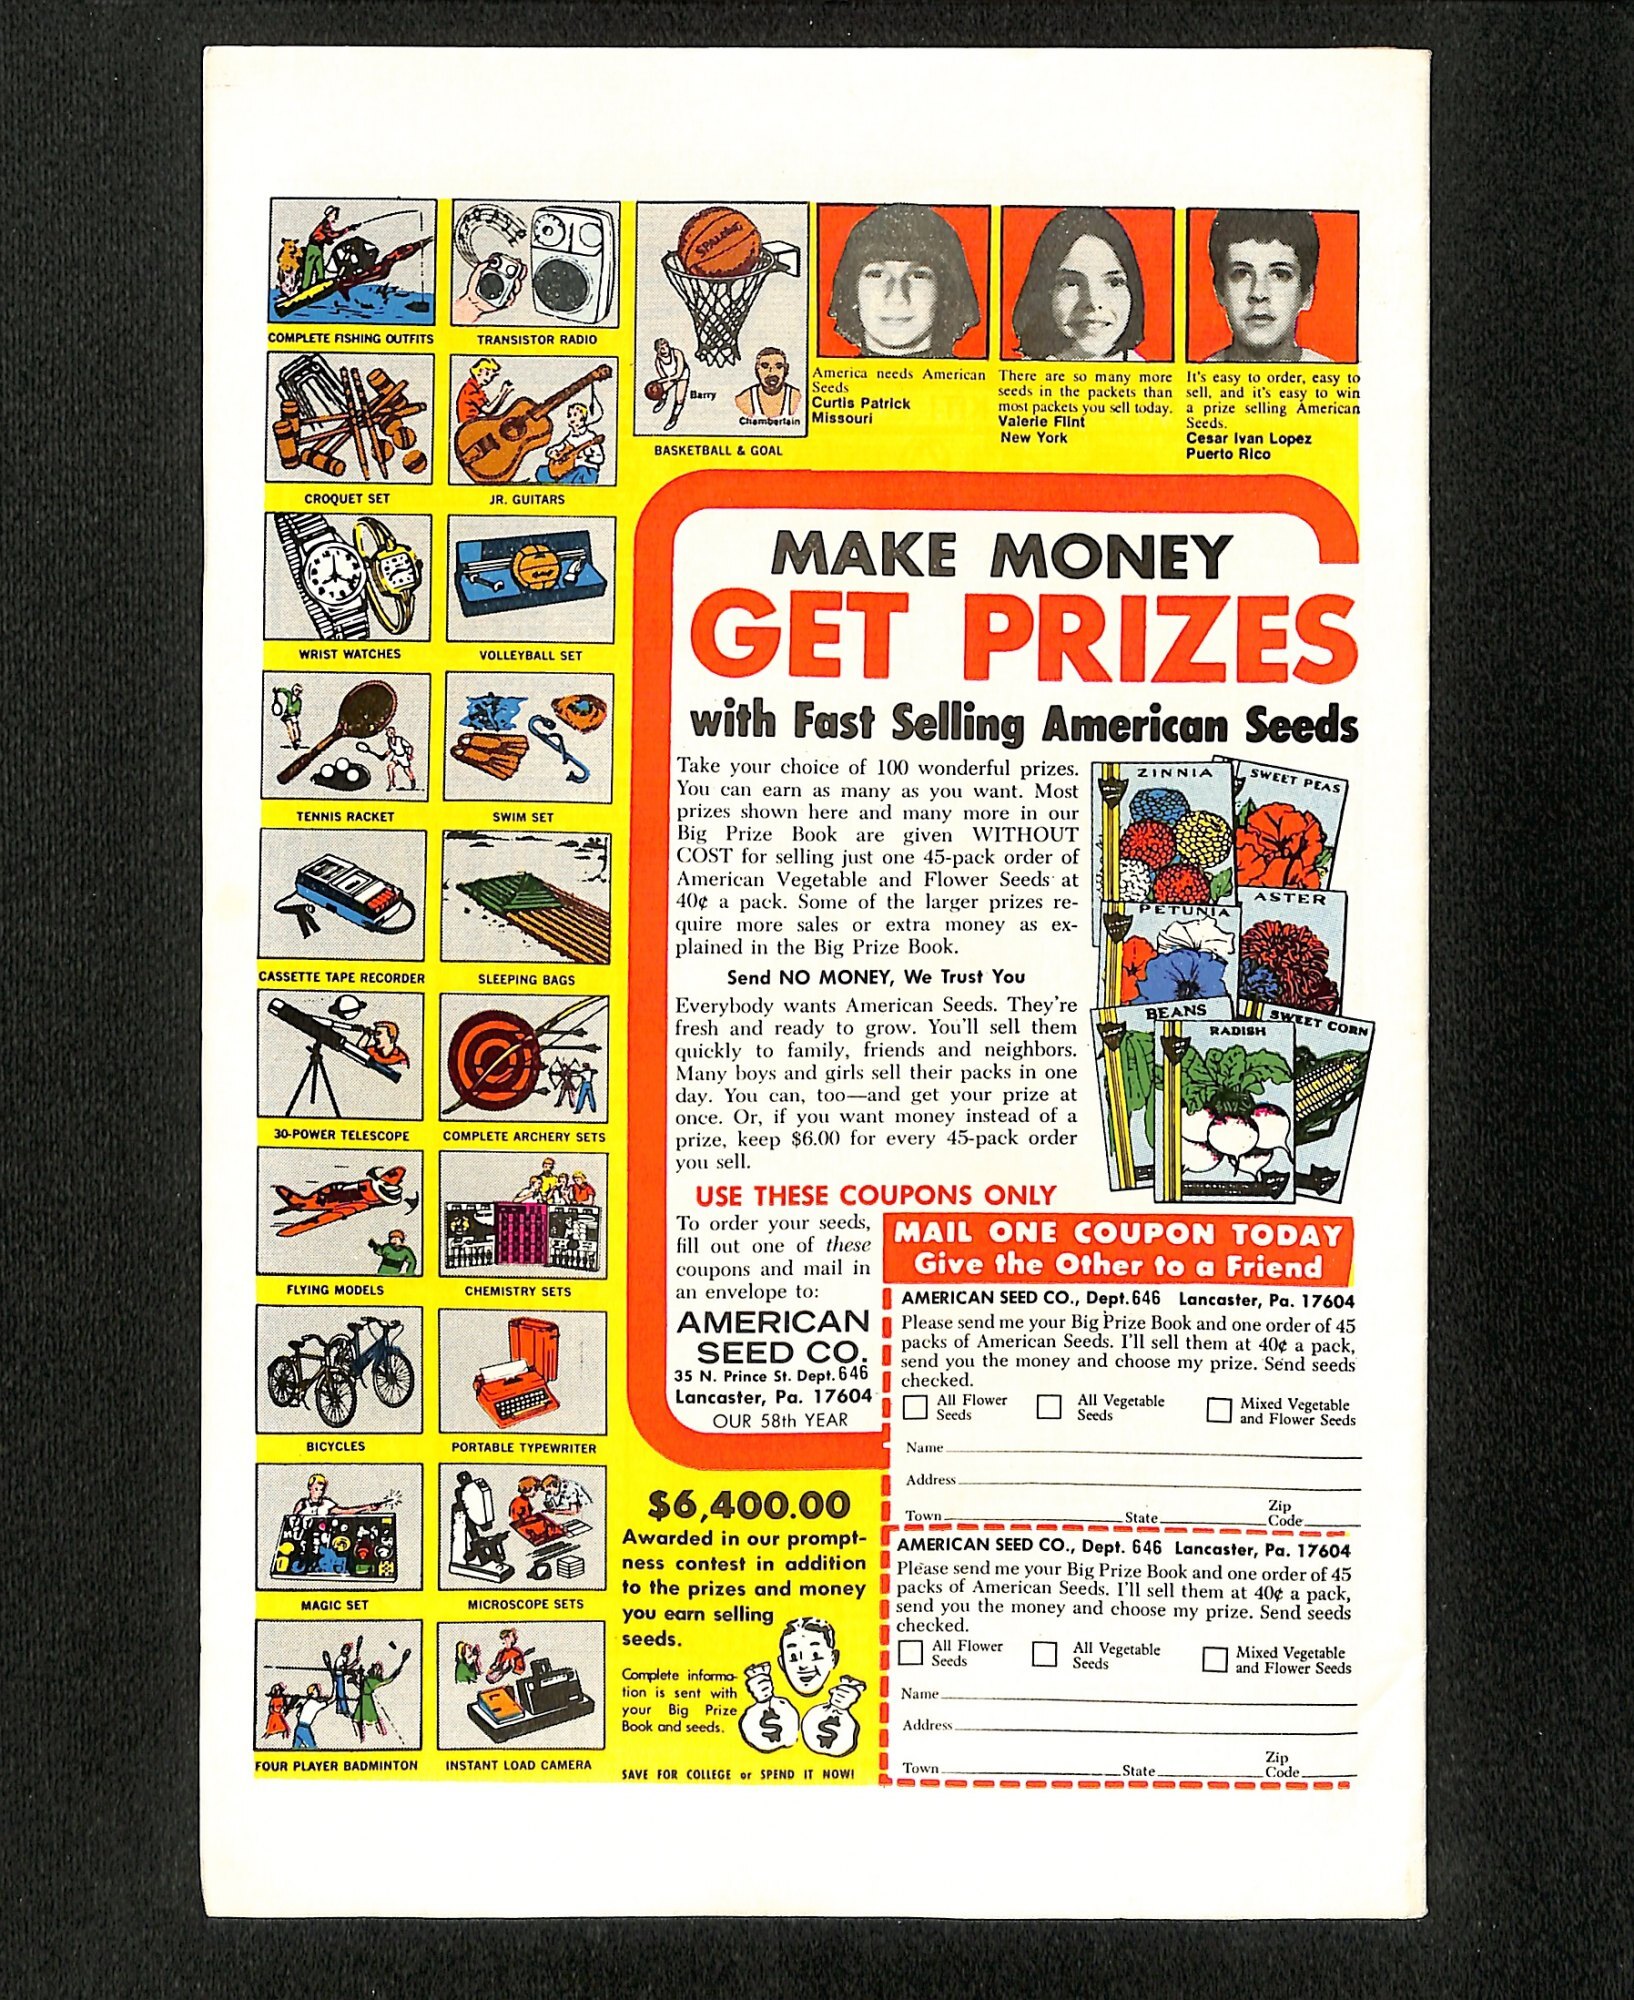 COMPLETE FISHING OUTFITS
TRANSISTOR RADIO
SPALDING
Barry
Chamberlain
BASKETBALL & GOAL
CROQUET SET
JR. GUITARS
WRIST WATCHES
VOLLEYBALL SET
TENNIS RACKET
SWIM SET
CASSETTE TAPE RECORDER
SLEEPING BAGS
30-POWER TELESCOPE
COMPLETE ARCHERY SETS
FLYING MODELS
CHEMISTRY SETS
BICYCLES
PORTABLE TYPEWRITER
MAGIC SET
MICROSCOPE SETS
FOUR PLAYER BADMINTON
INSTANT LOAD CAMERA
America needs American
Seeds
Curtis Patrick
Missouri
There are so many more
seeds in the packets than
most packets you sell today.
Valerie Flint
New York
It's easy to order, easy to
sell, and it's easy to win
a prize selling American
Seeds.
Cesar Ivan Lopez
Puerto Rico
MAKE MONEY
GET PRIZES
with Fast Selling American Seeds
Take your choice of 100 wonderful prizes.
You can earn as many as you want. Most
prizes shown here and many more in our
Big Prize Book are given WITHOUT
COST for selling just one 45-pack order of
American Vegetable and Flower Seeds at
40¢ a pack. Some of the larger prizes re-
quire more sales or extra money as ex-
plained in the Big Prize Book.
Send NO MONEY, We Trust You
Everybody wants American Seeds. They're
fresh and ready to grow. You'll sell them
quickly to family, friends and neighbors.
Many boys and girls sell their packs in one
day. You can, too—and get your prize at
once. Or, if you want money instead of a
prize, keep $6.00 for every 45-pack order
you sell.
ZINNIA
SWEET PEAS
PETUNIA
ASTER
BEANS
RADISH
SWEET CORN
USE THESE COUPONS ONLY
To order your seeds,
fill out one of these
coupons and mail in
an envelope to:
AMERICAN
SEED CO.
35 N. Prince St. Dept. 646
Lancaster, Pa. 17604
OUR 58th YEAR
MAIL ONE COUPON TODAY
Give the Other to a Friend
AMERICAN SEED CO., Dept. 646 Lancaster, Pa. 17604
Please send me your Big Prize Book and one order of 45
packs of American Seeds. I'll sell them at 40¢ a pack,
send you the money and choose my prize. Send seeds
checked.
All Flower Seeds
All Vegetable Seeds
Mixed Vegetable and Flower Seeds
Name
Address
Town State Zip Code
AMERICAN SEED CO., Dept. 646 Lancaster, Pa. 17604
Please send me your Big Prize Book and one order of 45
packs of American Seeds. I'll sell them at 40¢ a pack,
send you the money and choose my prize. Send seeds
checked.
All Flower Seeds
All Vegetable Seeds
Mixed Vegetable and Flower Seeds
Name
Address
Town State Zip Code
$6,400.00
Awarded in our prompt-
ness contest in addition
to the prizes and money
you earn selling
seeds.
Complete informa-
tion is sent with
your Big Prize
Book and seeds.
$ $
SAVE FOR COLLEGE or SPEND IT NOW!